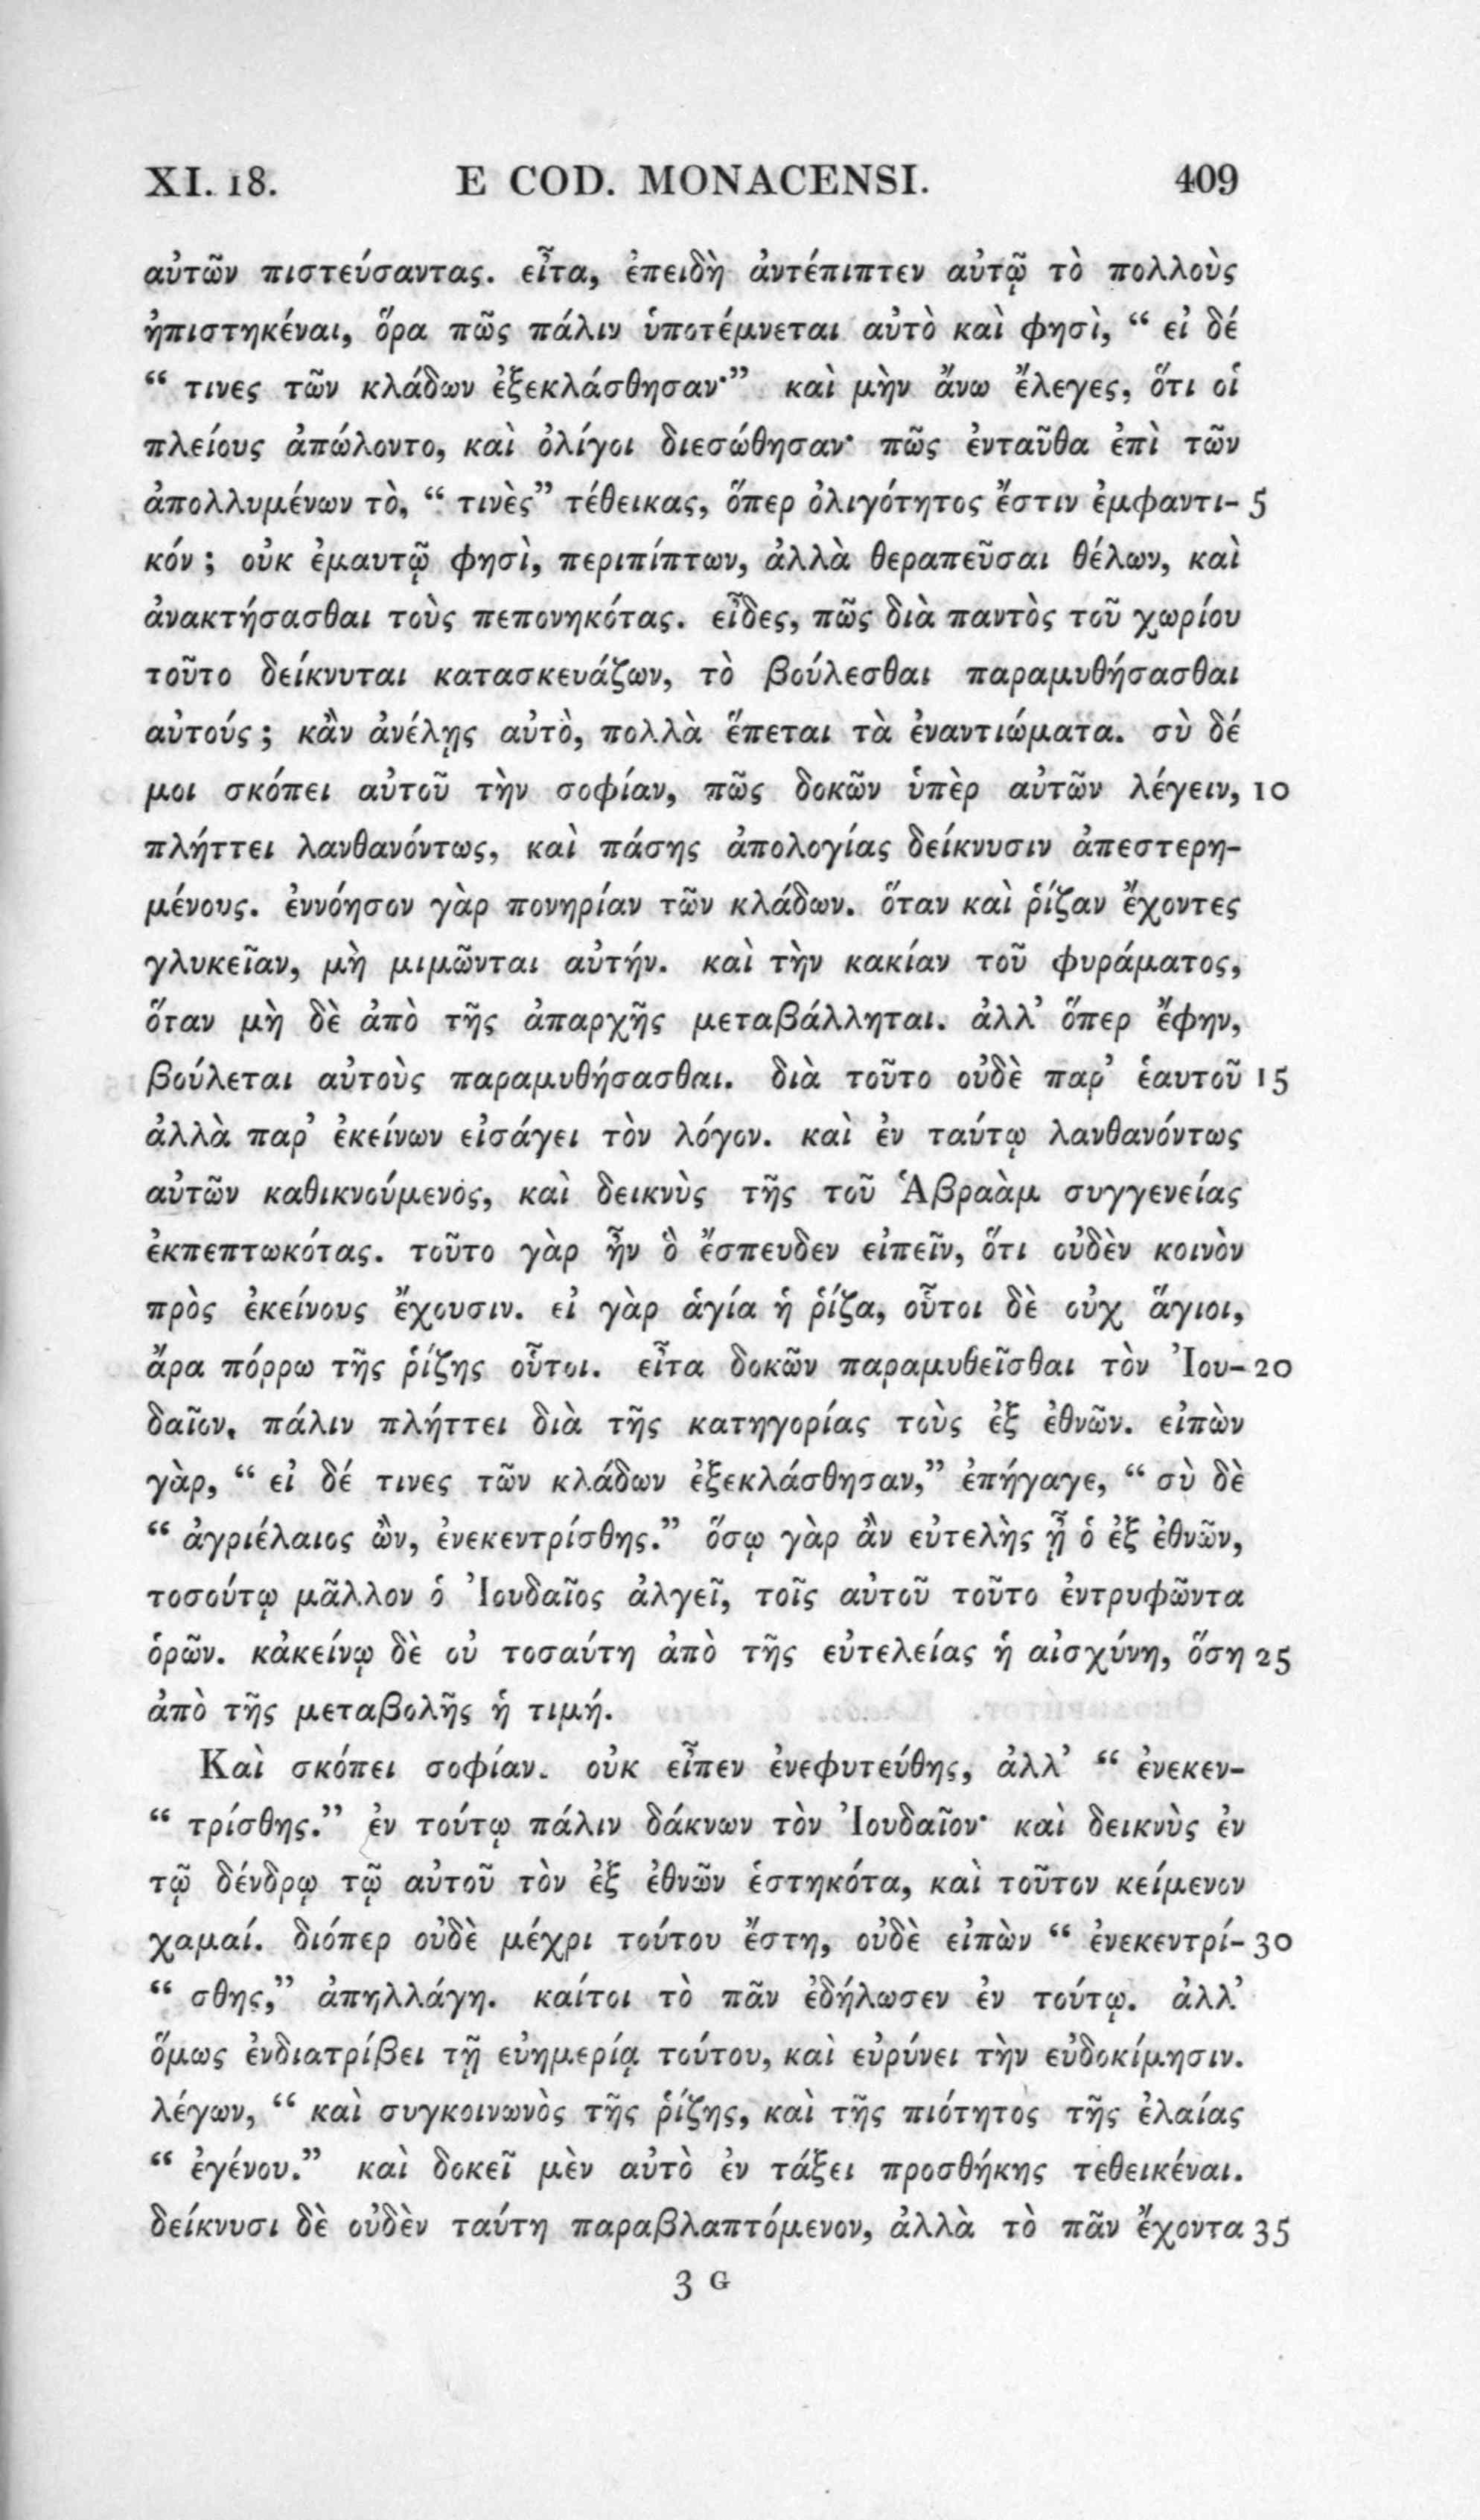 XI. 18. E COD. MONACENSI. 409
αὐτῶν πιστεύσαντας. εἶτα, ἐπειδὴ ἀντέπιπτεν αὐτῷ τὸ πολλοὺς
ἠπιστηκέναι, ὅρα πῶς πάλιν ὑποτέμνεται αὐτὸ καὶ φησὶ, “ εἰ δέ
“ τινες τῶν κλάδων ἐξεκλάσθησαν·” καὶ μὴν ἄνω ἔλεγες, ὅτι οἱ
πλείους ἀπώλοντο, καὶ ὀλίγοι διεσώθησαν· πῶς ἐνταῦθα ἐπὶ τῶν
ἀπολλυμένων τὸ, “ τινὲς” τέθεικας, ὅπερ ὀλιγότητος ἔστιν ἐμφαντι- 5
κόν ; οὐκ ἐμαυτῷ φησὶ, περιπίπτων, ἀλλὰ θεραπεῦσαι θέλων, καὶ
ἀνακτήσασθαι τοὺς πεπονηκότας. εἶδες, πῶς διὰ παντὸς τοῦ χωρίου
τοῦτο δείκνυται κατασκευάζων, τὸ βούλεσθαι παραμυθήσασθαι
αὐτούς ; κἂν ἀνέλῃς αὐτὸ, πολλὰ ἕπεται τὰ ἐναντιώματα. σὺ δέ
μοι σκόπει αὐτοῦ τὴν σοφίαν, πῶς δοκῶν ὑπὲρ αὐτῶν λέγειν, 10
πλήττει λανθανόντως, καὶ πάσης ἀπολογίας δείκνυσιν ἀπεστερη-
μένους. ἐννόησον γὰρ πονηρίαν τῶν κλάδων. ὅταν καὶ ῥίζαν ἔχοντες
γλυκεῖαν, μὴ μιμῶνται αὐτήν. καὶ τὴν κακίαν τοῦ φυράματος,
ὅταν μὴ δὲ ἀπὸ τῆς ἀπαρχῆς μεταβάλληται. ἀλλ’ ὅπερ ἔφην,
βούλεται αὐτοὺς παραμυθήσασθαι. διὰ τοῦτο οὐδὲ παρ’ ἑαυτοῦ 15
ἀλλὰ παρ’ ἐκείνων εἰσάγει τὸν λόγον. καὶ ἐν ταύτῳ λανθανόντως
αὐτῶν καθικνούμενος, καὶ δεικνὺς τῆς τοῦ Ἁβραὰμ συγγενείας
ἐκπεπτωκότας. τοῦτο γὰρ ἦν ὃ ἔσπευδεν εἰπεῖν, ὅτι οὐδὲν κοινὸν
πρὸς ἐκείνους ἔχουσιν. εἰ γὰρ ἁγία ἡ ῥίζα, οὗτοι δὲ οὐχ ἅγιοι,
ἄρα πόρρω τῆς ῥίζης οὗτοι. εἶτα δοκῶν παραμυθεῖσθαι τὸν Ἰου- 20
δαῖον, πάλιν πλήττει διὰ τῆς κατηγορίας τοὺς ἐξ ἐθνῶν. εἰπὼν
γὰρ, “ εἰ δέ τινες τῶν κλάδων ἐξεκλάσθησαν,” ἐπήγαγε, “ σὺ δὲ
“ ἀγριέλαιος ὢν, ἐνεκεντρίσθης.” ὅσῳ γὰρ ἂν εὐτελὴς ᾖ ὁ ἐξ ἐθνῶν,
τοσούτῳ μᾶλλον ὁ Ἰουδαῖος ἀλγεῖ, τοῖς αὐτοῦ τοῦτο ἐντρυφῶντα
ὁρῶν. κἀκείνῳ δὲ οὐ τοσαύτη ἀπὸ τῆς εὐτελείας ἡ αἰσχύνη, ὅση 25
ἀπὸ τῆς μεταβολῆς ἡ τιμή.
Καὶ σκόπει σοφίαν. οὐκ εἶπεν ἐνεφυτεύθης, ἀλλ’ “ ἐνεκεν-
“ τρίσθης.” ἐν τούτῳ πάλιν δάκνων τὸν Ἰουδαῖον· καὶ δεικνὺς ἐν
τῷ δένδρῳ τῷ αὐτοῦ τὸν ἐξ ἐθνῶν ἑστηκότα, καὶ τοῦτον κείμενον
χαμαί. διόπερ οὐδὲ μέχρι τούτου ἔστη, οὐδὲ εἰπὼν “ ἐνεκεντρί- 30
“ σθης,” ἀπηλλάγη. καίτοι τὸ πᾶν ἐδήλωσεν ἐν τούτῳ. ἀλλ’
ὅμως ἐνδιατρίβει τῇ εὐημερίᾳ τούτου, καὶ εὐρύνει τὴν εὐδοκίμησιν.
λέγων, “ καὶ συγκοινωνὸς τῆς ῥίζης, καὶ τῆς πιότητος τῆς ἐλαίας
“ ἐγένου.” καὶ δοκεῖ μὲν αὐτὸ ἐν τάξει προσθήκης τεθεικέναι.
δείκνυσι δὲ οὐδὲν ταύτῃ παραβλαπτόμενον, ἀλλὰ τὸ πᾶν ἔχοντα 35
3 G